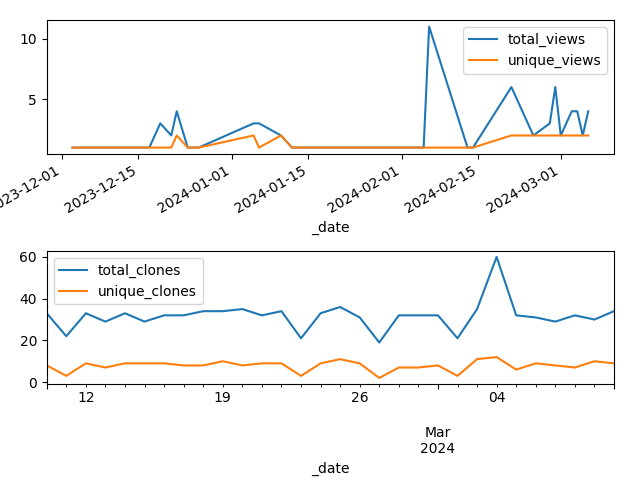 total_views
unique_views
10
5
2023-12-01
2023-12-15
2024-01-01
2024-01-15
2024-02-01
2024-02-15
2024-03-01
_date
total_clones
unique_clones
60
40
20
0
12
19
26
04
Mar
2024
_date